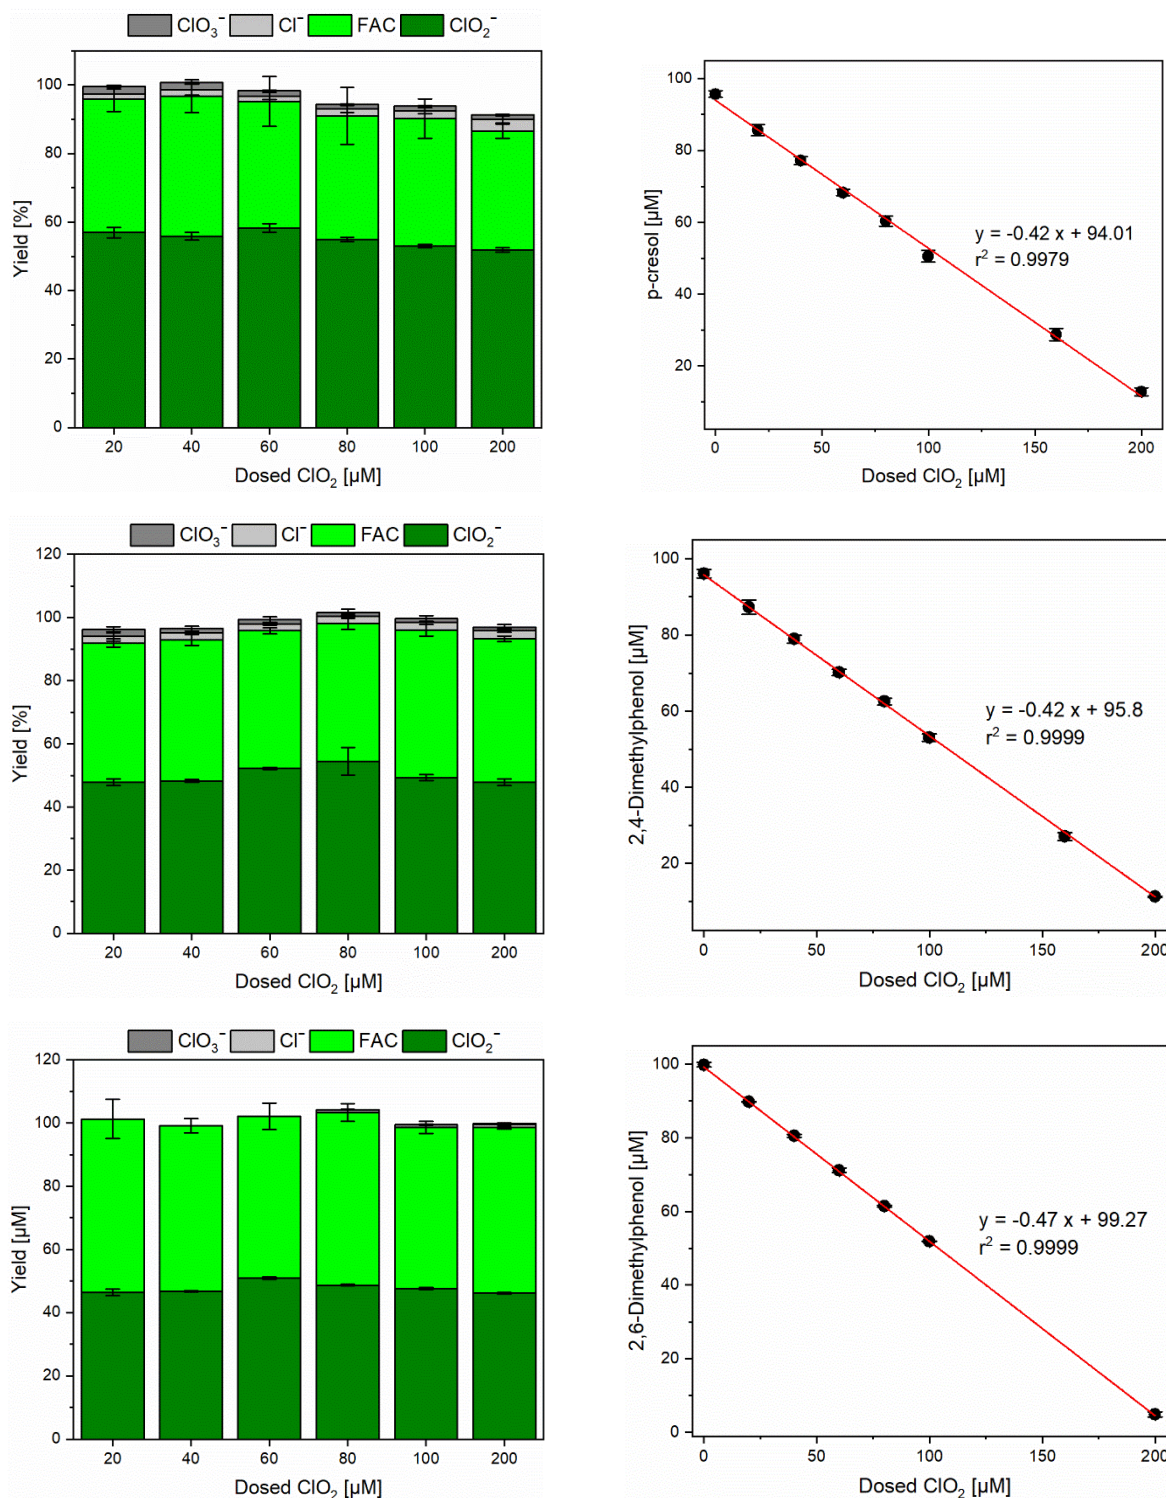 ClO₃⁻ Cl⁻ FAC ClO₂⁻
100
80
60
40
20
0
Yield [%]
20 40 60 80 100 200
Dosed ClO₂ [µM]
100
80
60
40
20
p-cresol [µM]
y = -0.42 x + 94.01
r² = 0.9979
0 50 100 150 200
Dosed ClO₂ [µM]
ClO₃⁻ Cl⁻ FAC ClO₂⁻
120
100
80
60
40
20
0
Yield [%]
20 40 60 80 100 200
Dosed ClO₂ [µM]
100
80
60
40
20
2,4-Dimethylphenol [µM]
y = -0.42 x + 95.8
r² = 0.9999
0 50 100 150 200
Dosed ClO₂ [µM]
ClO₃⁻ Cl⁻ FAC ClO₂⁻
120
100
80
60
40
20
0
Yield [µM]
20 40 60 80 100 200
Dosed ClO₂ [µM]
100
80
60
40
20
0
2,6-Dimethylphenol [µM]
y = -0.47 x + 99.27
r² = 0.9999
0 50 100 150 200
Dosed ClO₂ [µM]